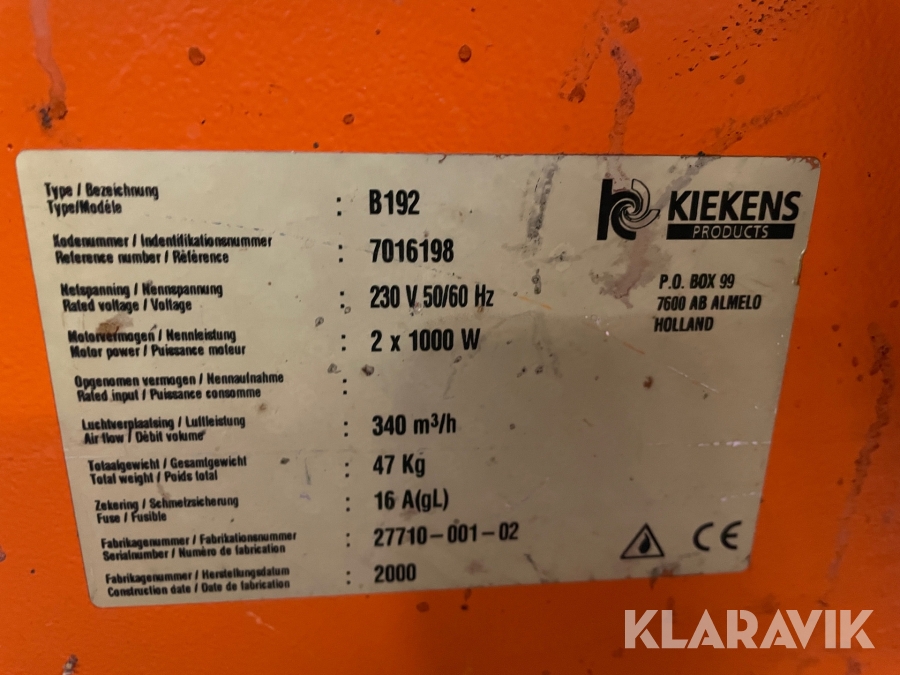 Type / Bezeichnung
Type/Modéle
: B192
Kodenummer / Indentifikationsnummer
Reference number / Réference
: 7016198
Netspanning / Nennspannung
Rated voltage / Voltage
: 230 V 50/60 Hz
Motorvermogen / Nennleistung
Motor power / Puissance moteur
: 2 x 1000 W
Opgenomen vermogen / Nennaufnahme
Rated input / Puissance consomme
:
Luchtverplaatsing / Luftleistung
Air flow / Débit volume
: 340 m³/h
Totaalgewicht / Gesamtgewicht
Total weight / Poids total
: 47 Kg
Zekering / Schmelzsicherung
Fuse / Fusible
: 16 A(gL)
Fabrikagenummer / Fabrikationsnummer
Serialnumber / Numéro de fabrication
: 27710-001-02
Fabrikagenummer / Herstellungsdatum
Construction date / Date de fabrication
: 2000
KIEKENS
PRODUCTS
P.O. BOX 99
7600 AB ALMELO
HOLLAND
CE
KLARAVIK